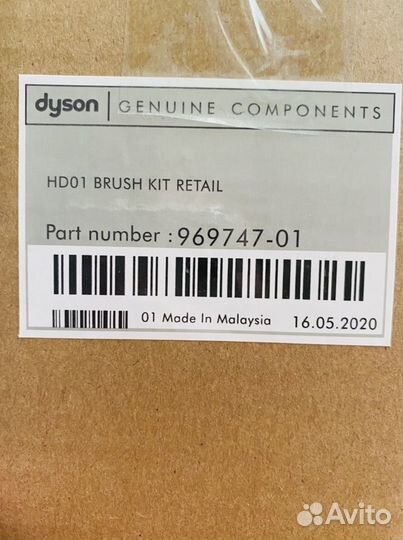 dyson GENUINE COMPONENTS
HD01 BRUSH KIT RETAIL
Part number : 969747-01
01 Made In Malaysia 16.05.2020
Avito